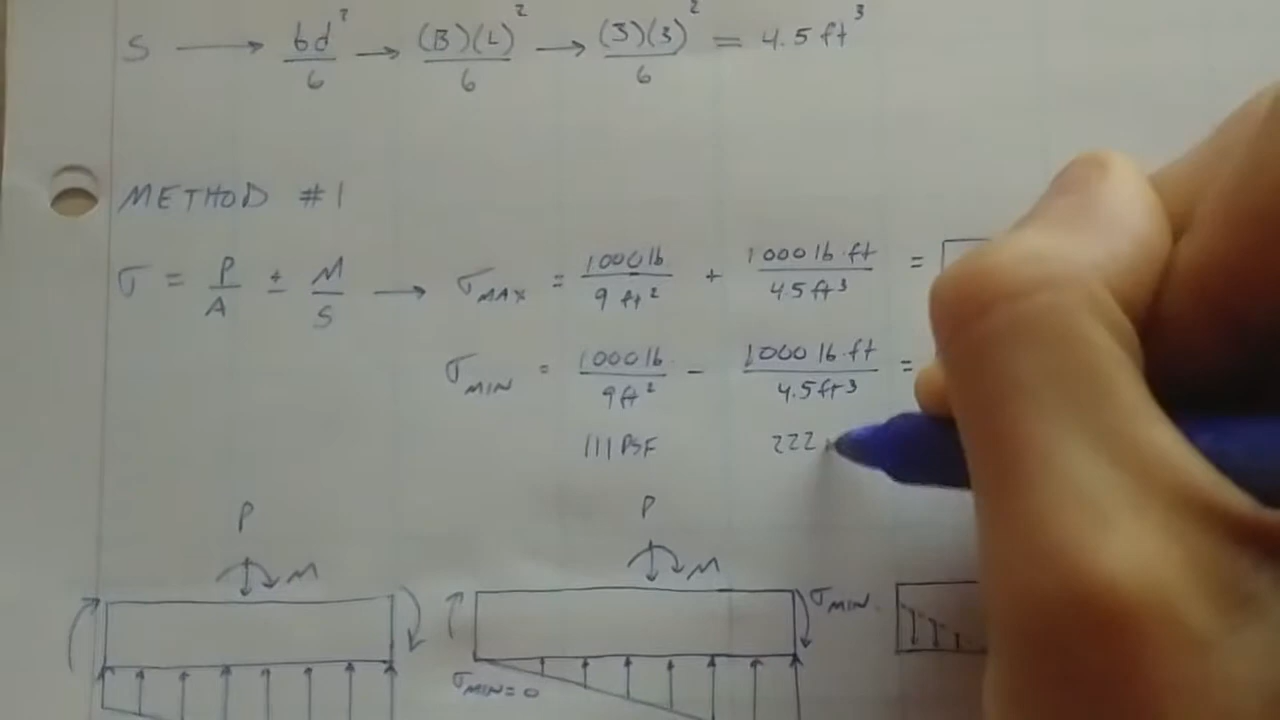 S → bd²/6 → (B)(L)²/6 → (3)(3)²/6 = 4.5 ft³
METHOD #1
σ = P/A ± M/S → σMAX = 1000 lb/9 ft² + 1000 lb·ft/4.5 ft³ =
σMIN = 1000 lb/9 ft² - 1000 lb·ft/4.5 ft³ =
111 PSF 222
P P
M M
σMIN
σMIN = 0